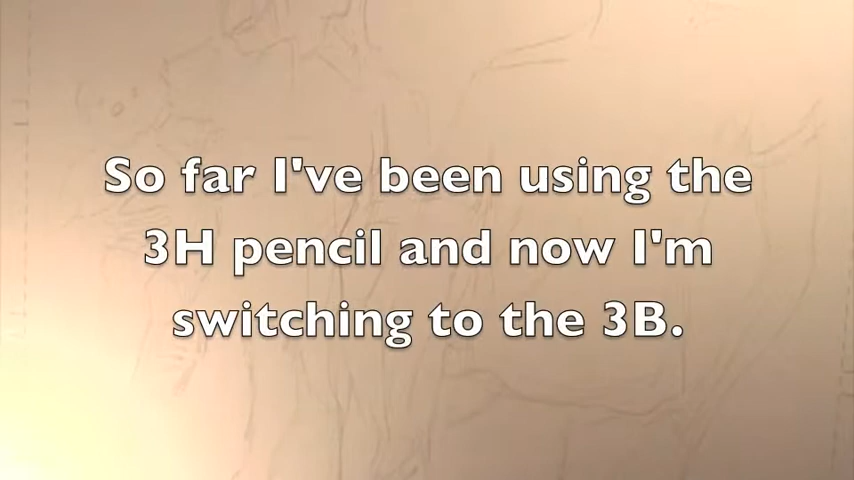 So far I've been using the
3H pencil and now I'm
switching to the 3B.